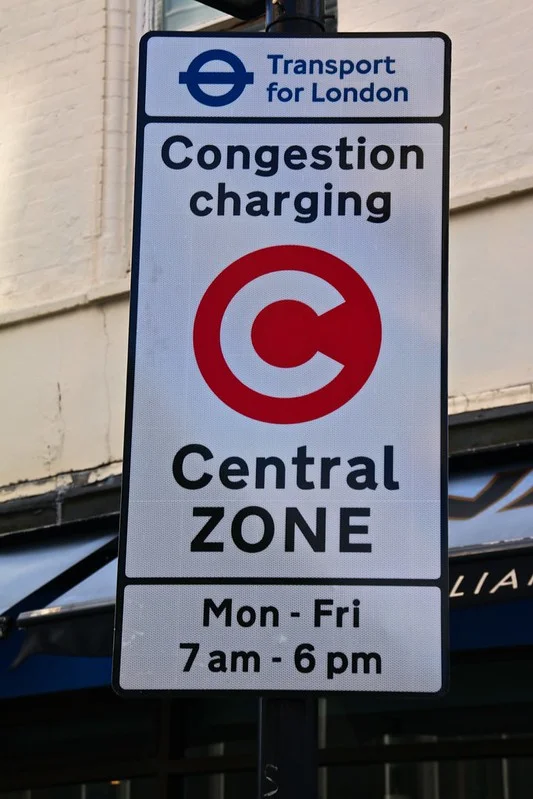 Transport
for London
Congestion
charging
C
Central
ZONE
Mon - Fri
7 am - 6 pm